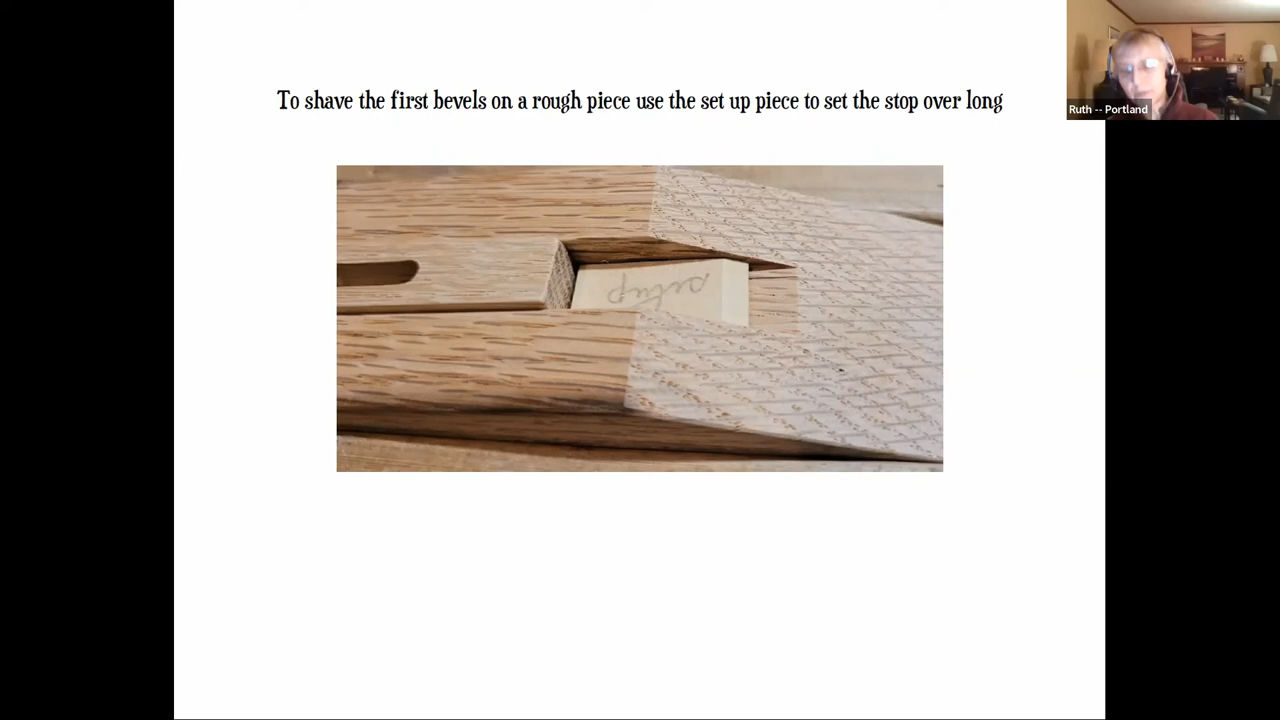 To shave the first bevels on a rough piece use the set up piece to set the stop over long
Ruth -- Portland
setup